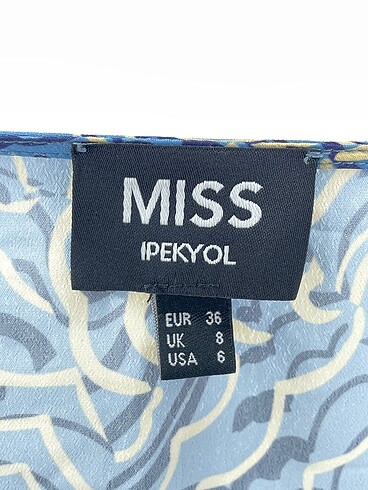 MISS
IPEKYOL
EUR 36
UK 8
USA 6